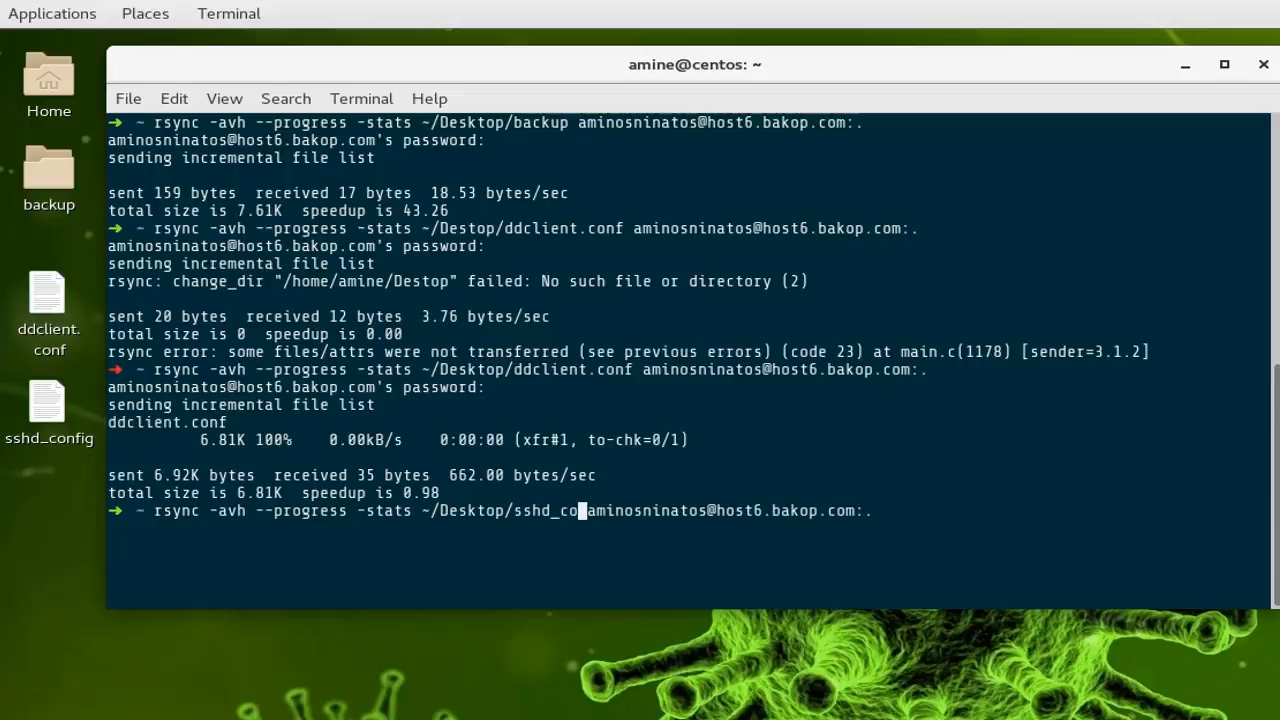 Applications Places Terminal
amine@centos: ~
File Edit View Search Terminal Help
Home
backup
ddclient.
conf
sshd_config
➜ ~ rsync -avh --progress -stats ~/Desktop/backup aminosninatos@host6.bakop.com:.
aminosninatos@host6.bakop.com's password:
sending incremental file list
sent 159 bytes  received 17 bytes  18.53 bytes/sec
total size is 7.61K  speedup is 43.26
➜ ~ rsync -avh --progress -stats ~/Destop/ddclient.conf aminosninatos@host6.bakop.com:.
aminosninatos@host6.bakop.com's password:
sending incremental file list
rsync: change_dir "/home/amine/Destop" failed: No such file or directory (2)
sent 20 bytes  received 12 bytes  3.76 bytes/sec
total size is 0  speedup is 0.00
rsync error: some files/attrs were not transferred (see previous errors) (code 23) at main.c(1178) [sender=3.1.2]
➜ ~ rsync -avh --progress -stats ~/Desktop/ddclient.conf aminosninatos@host6.bakop.com:.
aminosninatos@host6.bakop.com's password:
sending incremental file list
ddclient.conf
6.81K 100%    0.00kB/s    0:00:00 (xfr#1, to-chk=0/1)
sent 6.92K bytes  received 35 bytes  662.00 bytes/sec
total size is 6.81K  speedup is 0.98
➜ ~ rsync -avh --progress -stats ~/Desktop/sshd_co aminosninatos@host6.bakop.com:.